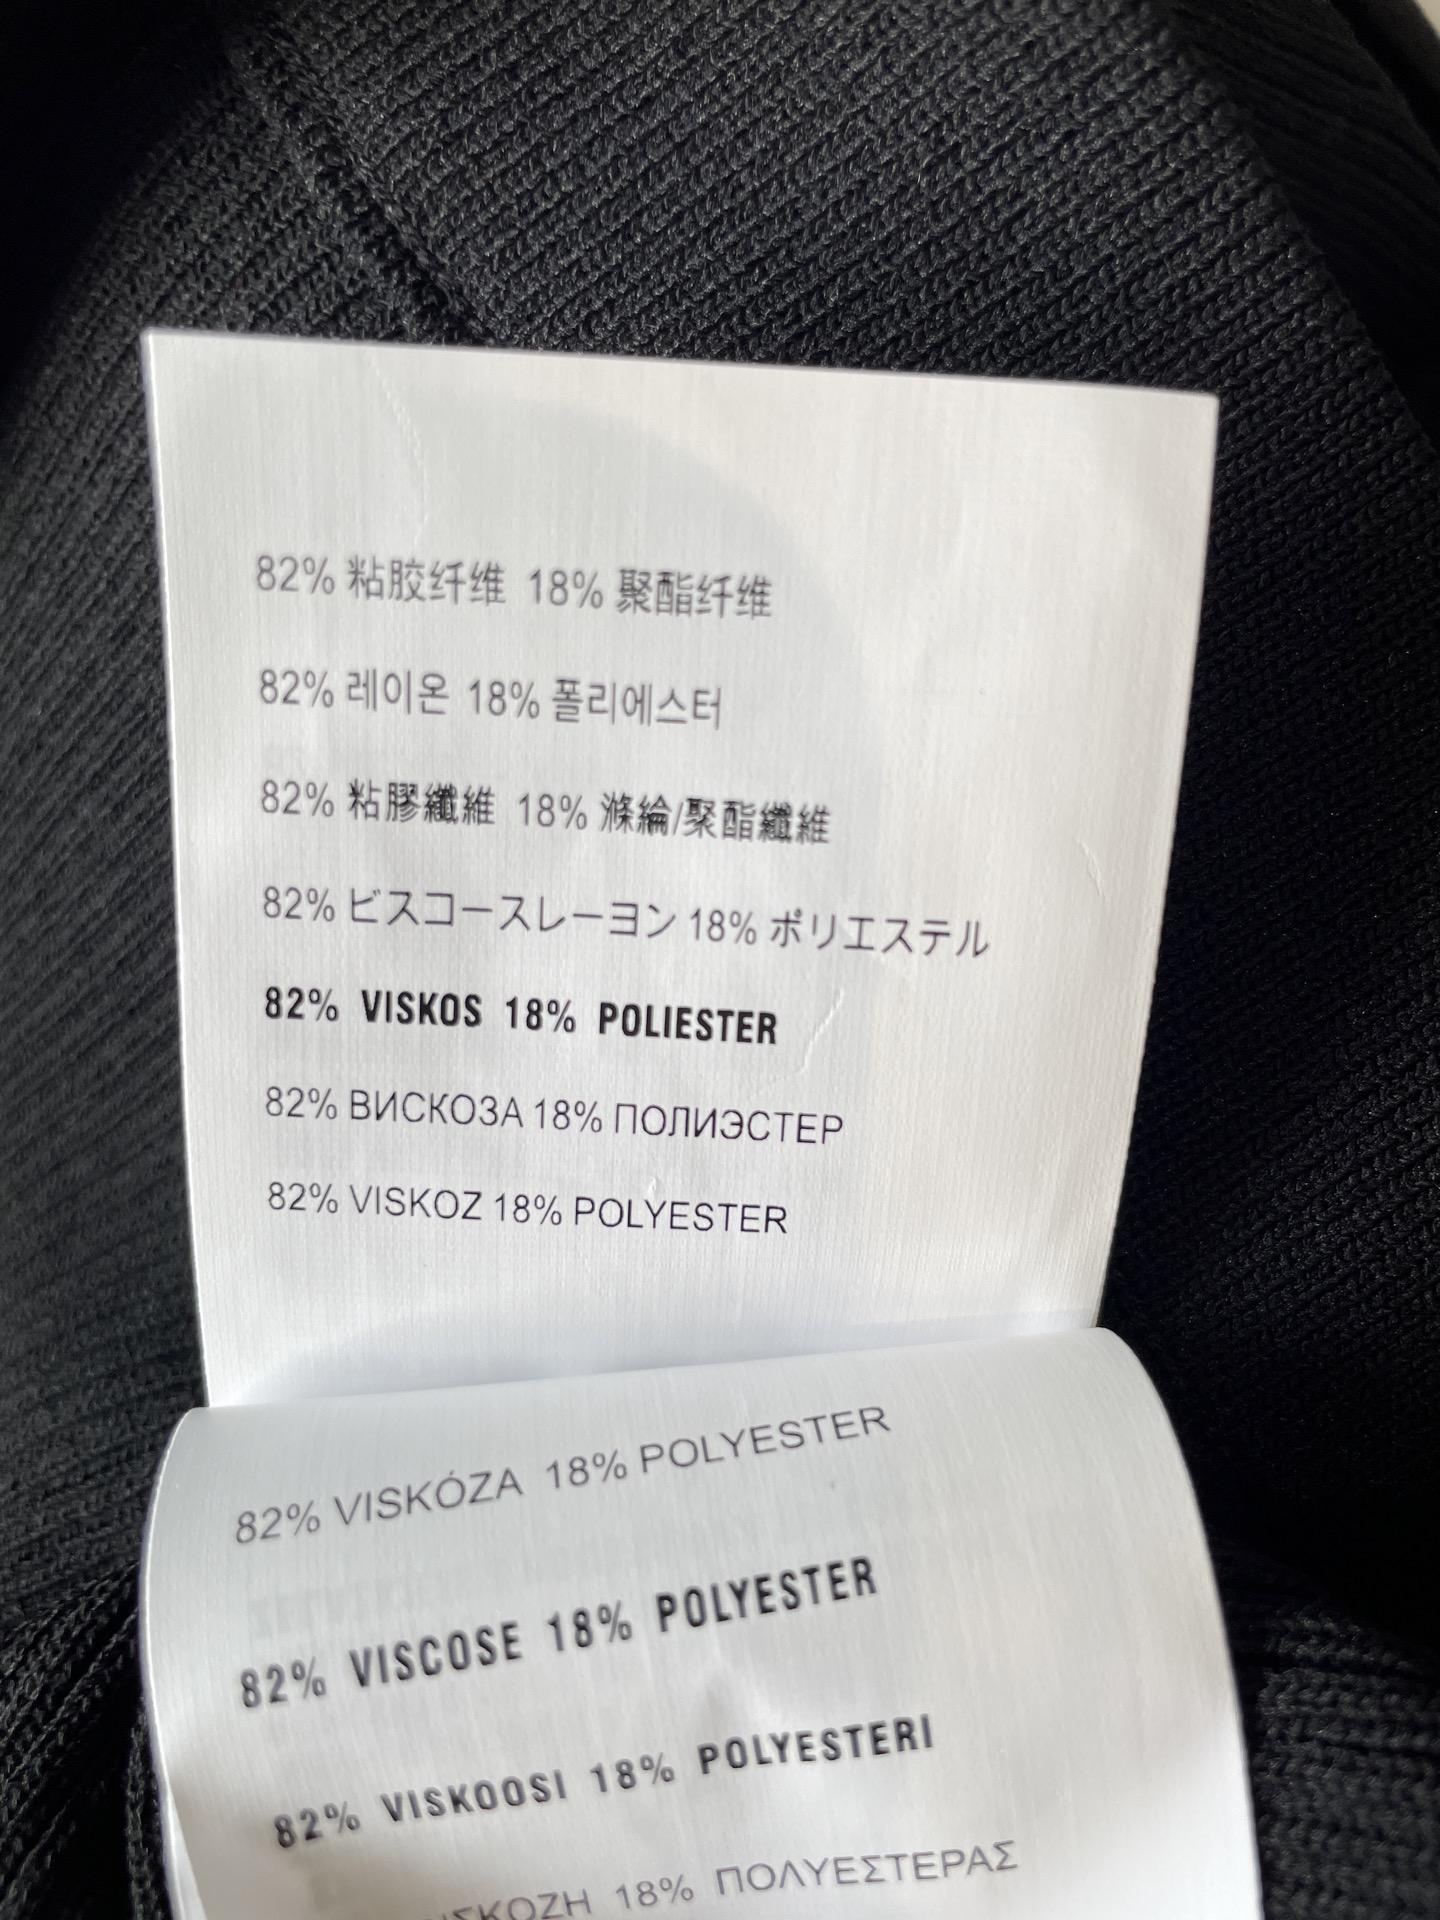 82% 粘胶纤维 18% 聚酯纤维
82% 레이온 18% 폴리에스터
82% 粘膠纖維 18% 滌綸/聚酯纖維
82% ビスコースレーヨン 18% ポリエステル
82% VISKOS 18% POLIESTER
82% ВИСКОЗА 18% ПОЛИЭСТЕР
82% VISKOZ 18% POLYESTER
82% VISKÓZA 18% POLYESTER
82% VISCOSE 18% POLYESTER
82% VISKOOSI 18% POLYESTERI
18% ΠΟΛΥΕΣΤΕΡΑΣ